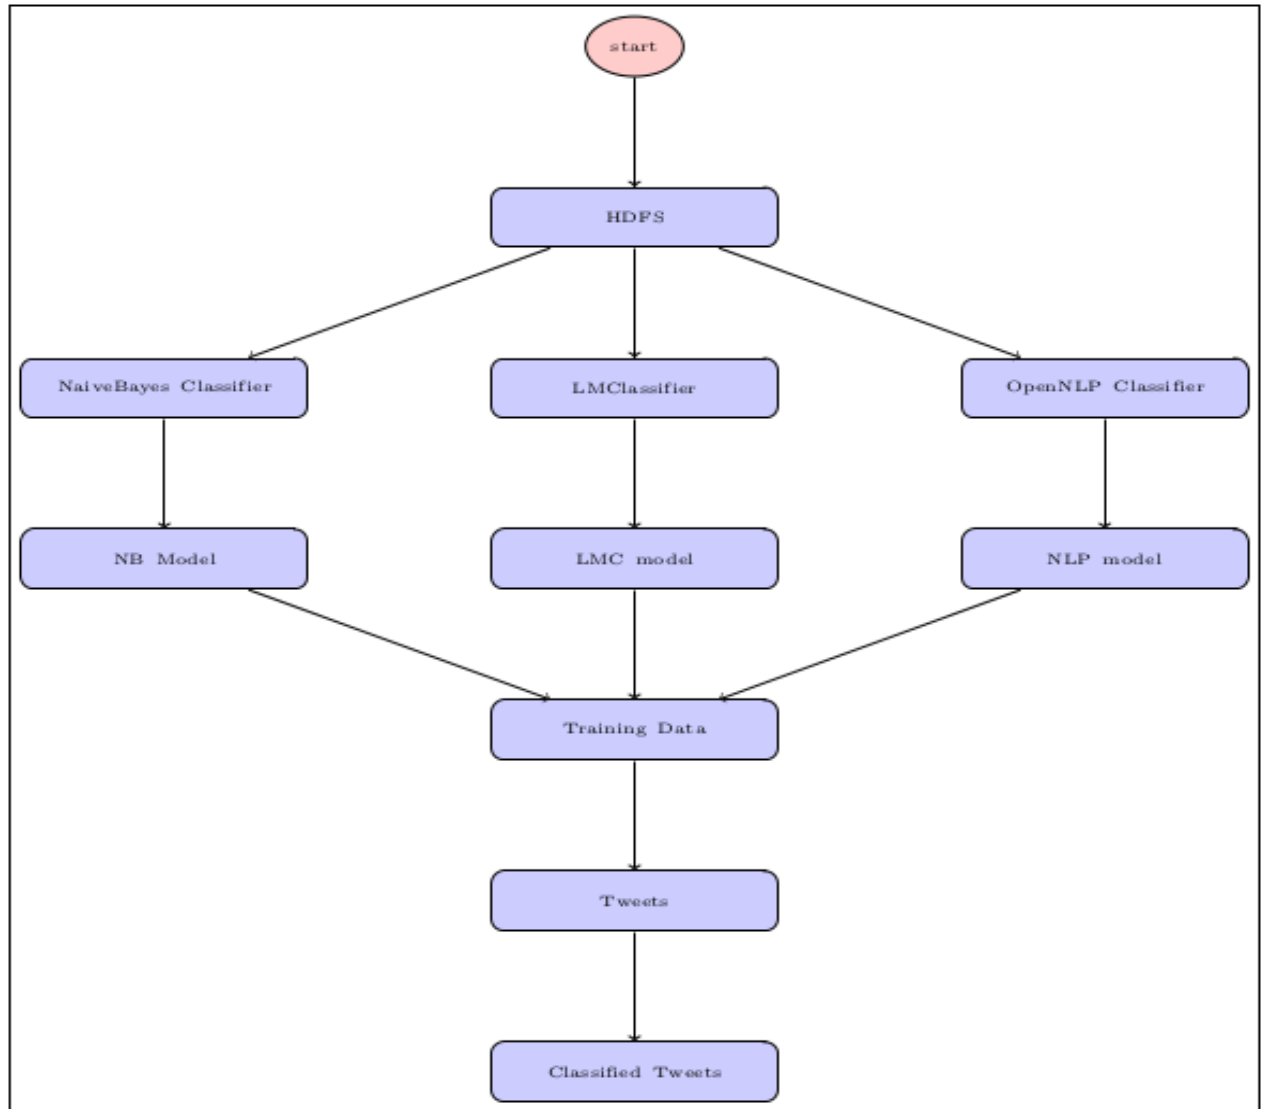 start
HDFS
NaiveBayes Classifier
LMClassifier
OpenNLP Classifier
NB Model
LMC model
NLP model
Training Data
Tweets
Classified Tweets